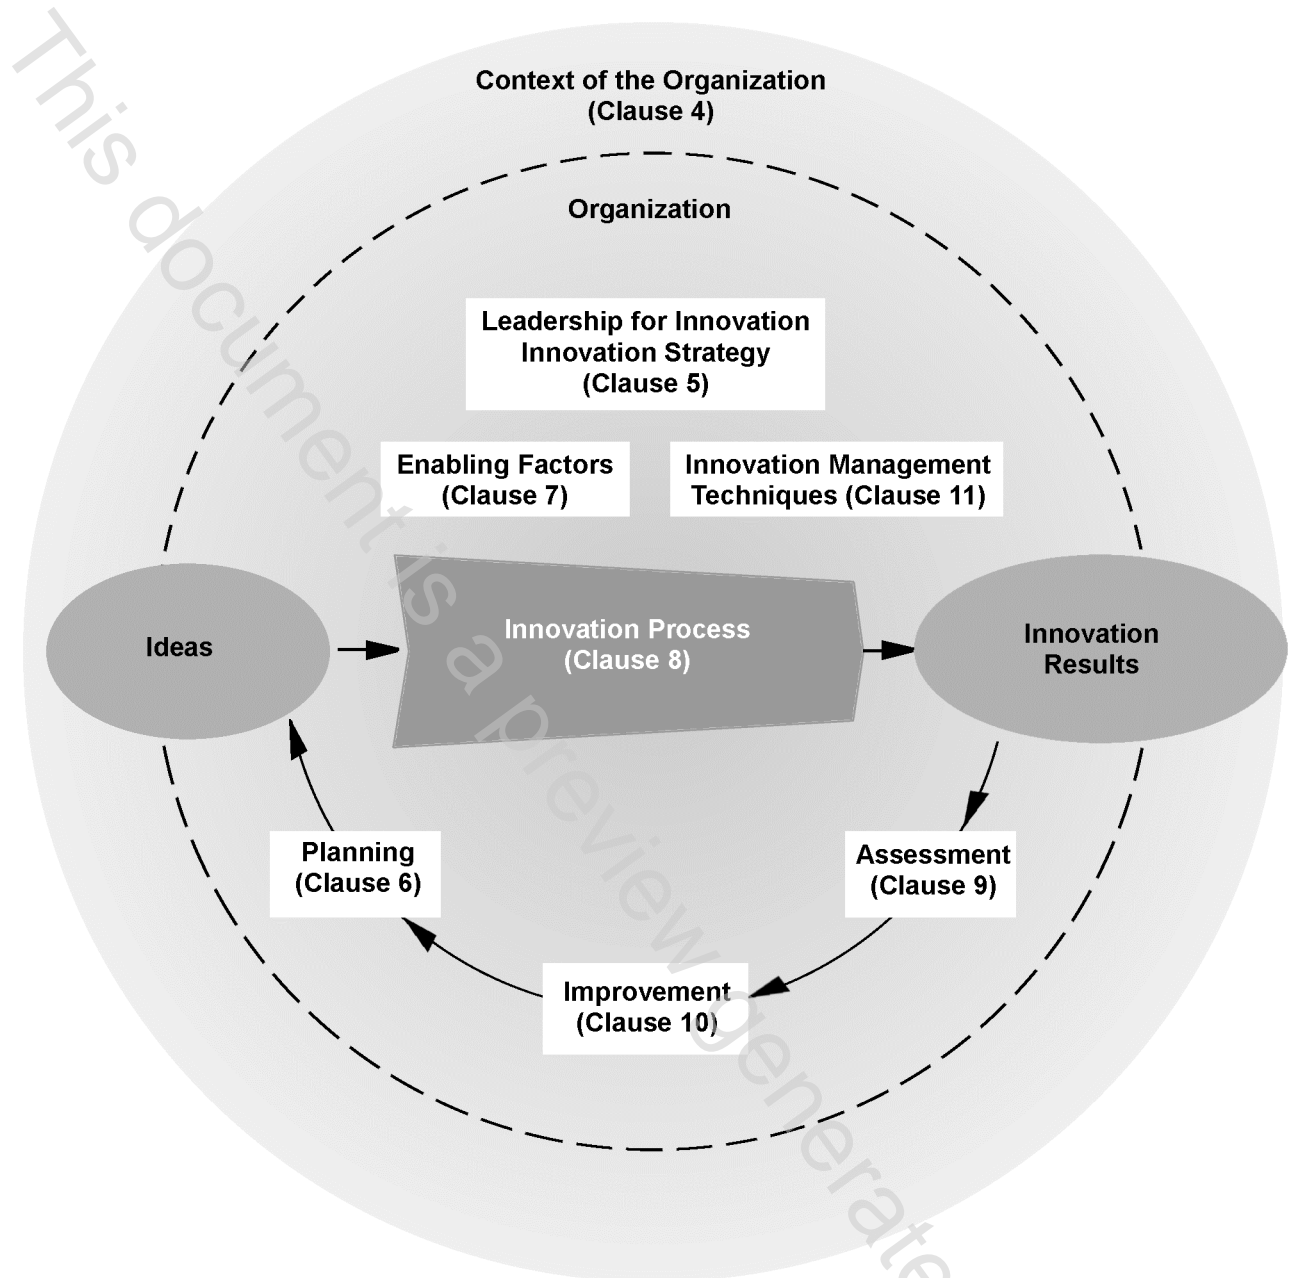 Context of the Organization
(Clause 4)
Organization
Leadership for Innovation
Innovation Strategy
(Clause 5)
Enabling Factors
(Clause 7)
Innovation Management
Techniques (Clause 11)
Ideas
Innovation Process
(Clause 8)
Innovation
Results
Planning
(Clause 6)
Assessment
(Clause 9)
Improvement
(Clause 10)
This document is a preview generate